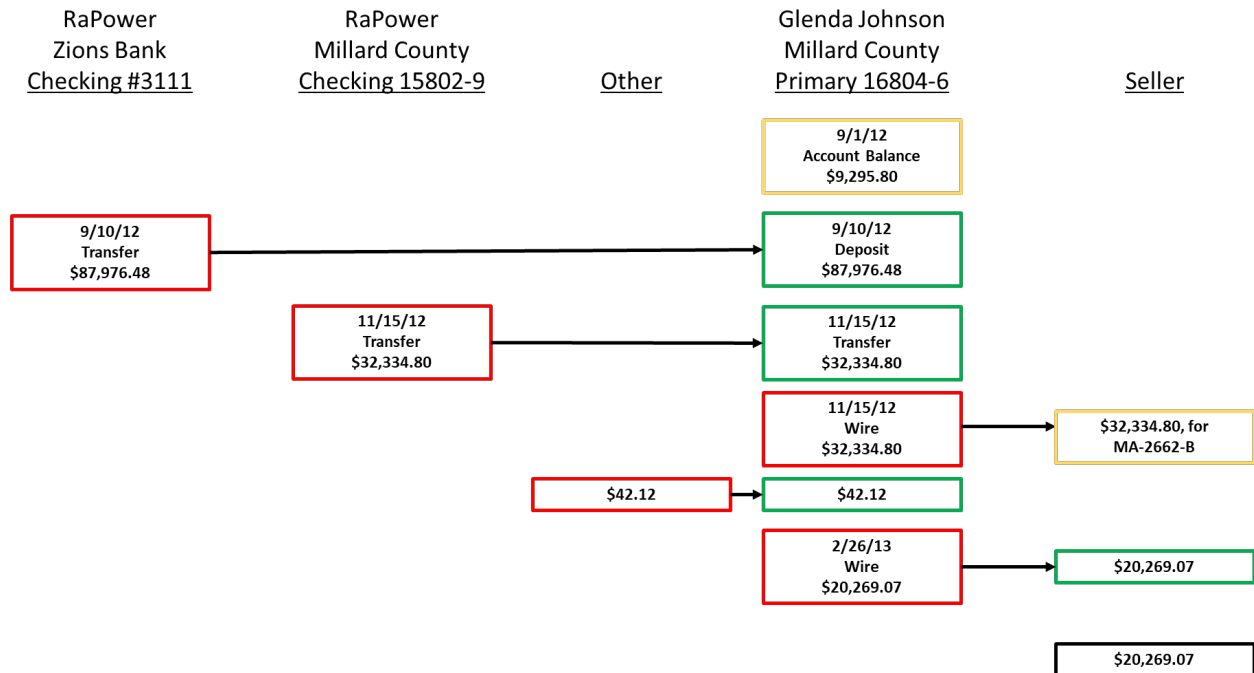 RaPower
Zions Bank
Checking #3111
RaPower
Millard County
Checking 15802-9
Other
Glenda Johnson
Millard County
Primary 16804-6
Seller
9/1/12
Account Balance
$9,295.80
9/10/12
Transfer
$87,976.48
9/10/12
Deposit
$87,976.48
11/15/12
Transfer
$32,334.80
11/15/12
Transfer
$32,334.80
11/15/12
Wire
$32,334.80
$32,334.80, for
MA-2662-B
$42.12
$42.12
2/26/13
Wire
$20,269.07
$20,269.07
$20,269.07